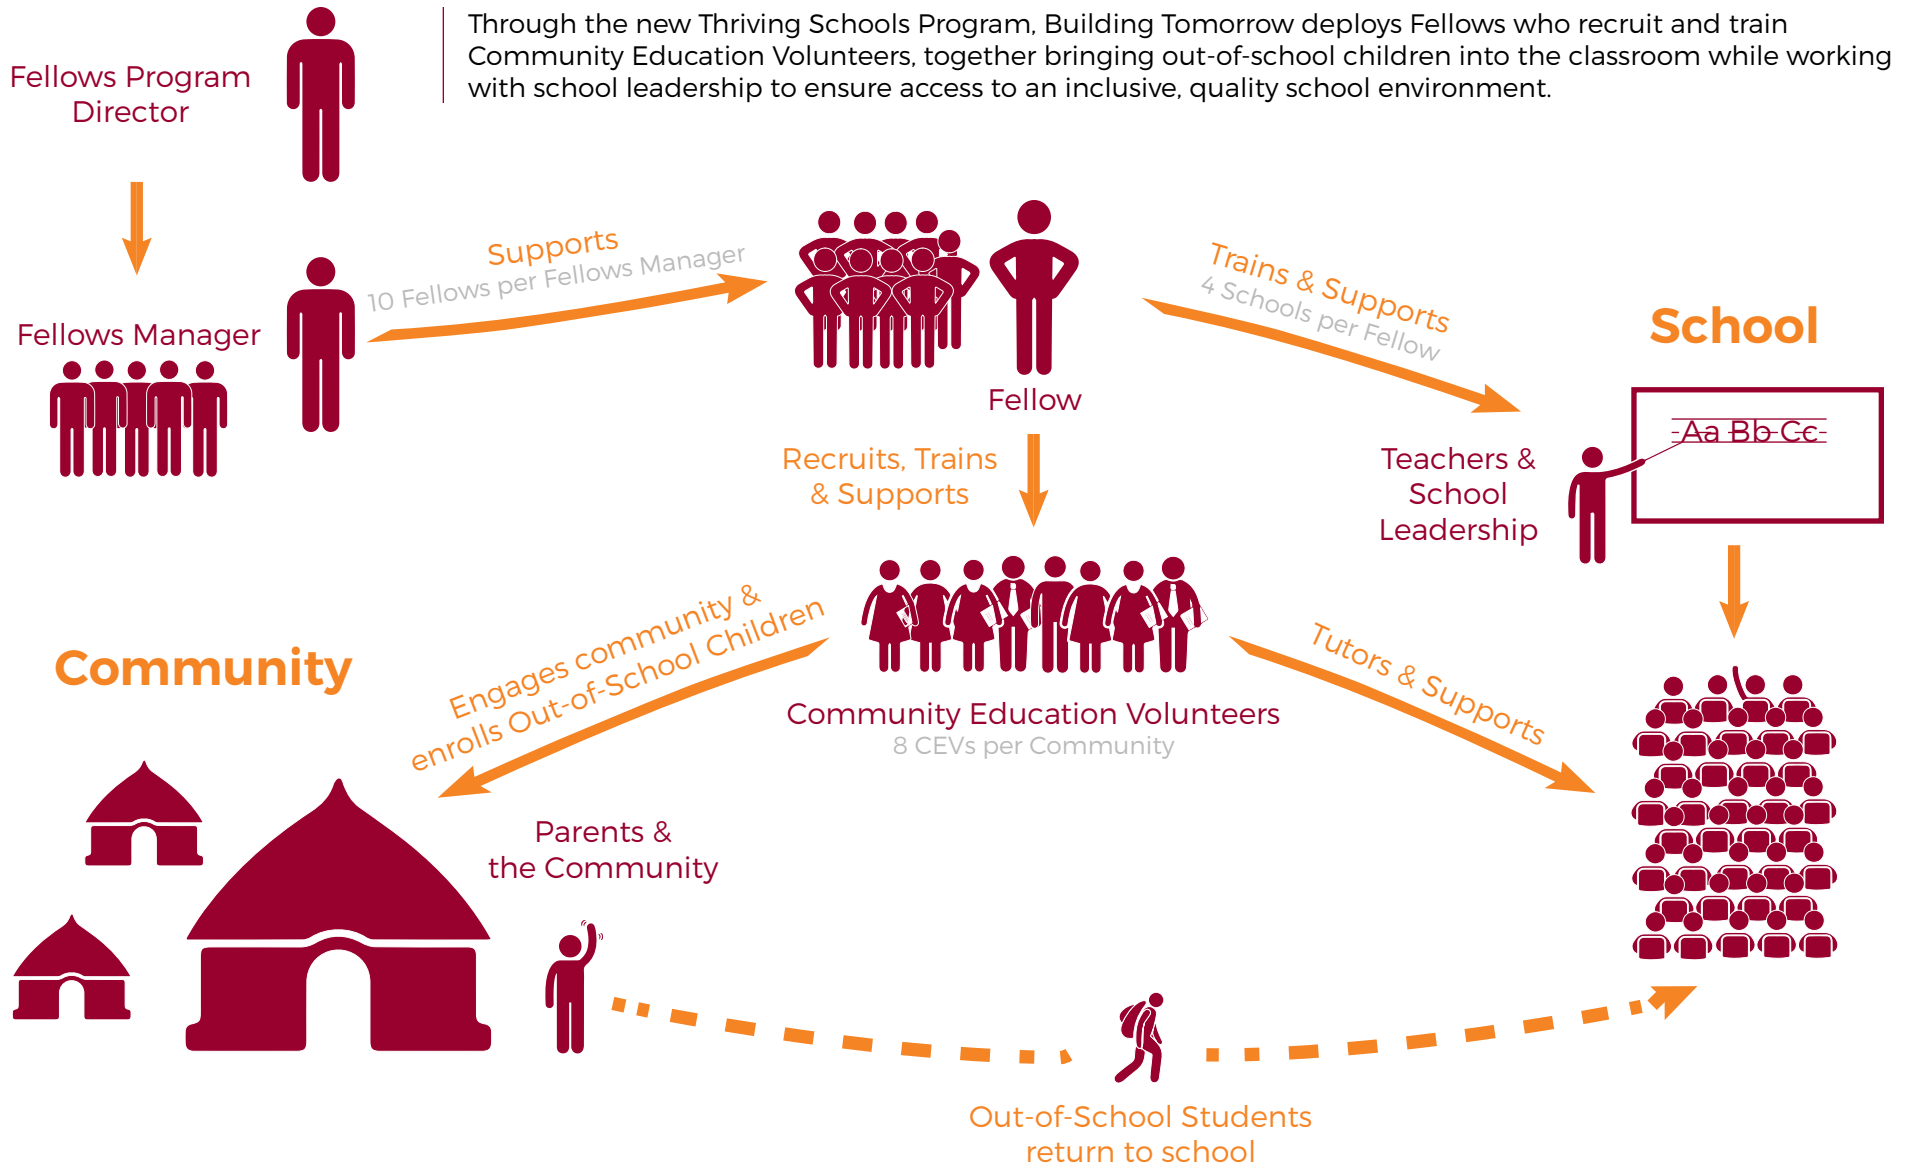 Through the new Thriving Schools Program, Building Tomorrow deploys Fellows who recruit and train
Community Education Volunteers, together bringing out-of-school children into the classroom while working
with school leadership to ensure access to an inclusive, quality school environment.
Fellows Program
Director
Fellows Manager
Supports
10 Fellows per Fellows Manager
Fellow
Trains & Supports
4 Schools per Fellow
School
Aa Bb Cc
Teachers &
School
Leadership
Recruits, Trains
& Supports
Community Education Volunteers
8 CEVs per Community
Engages community &
enrolls Out-of-School Children
Tutors & Supports
Community
Parents &
the Community
Out-of-School Students
return to school